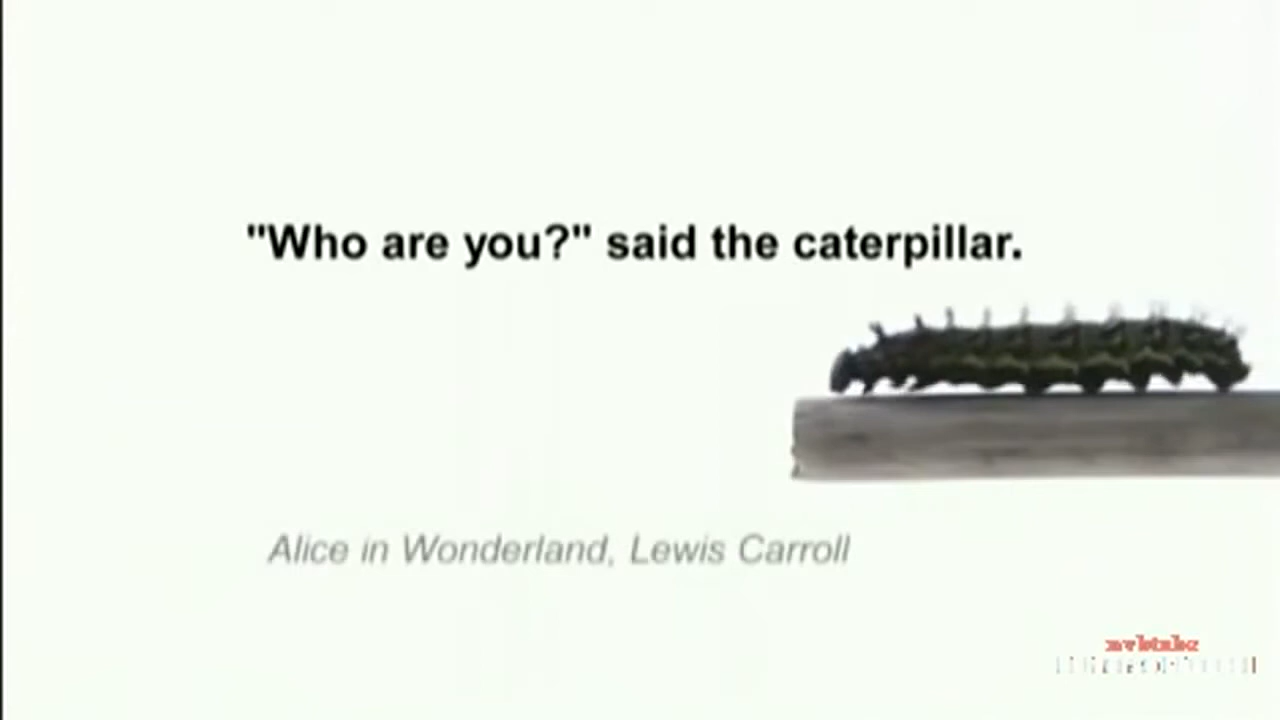 "Who are you?" said the caterpillar.
Alice in Wonderland, Lewis Carroll